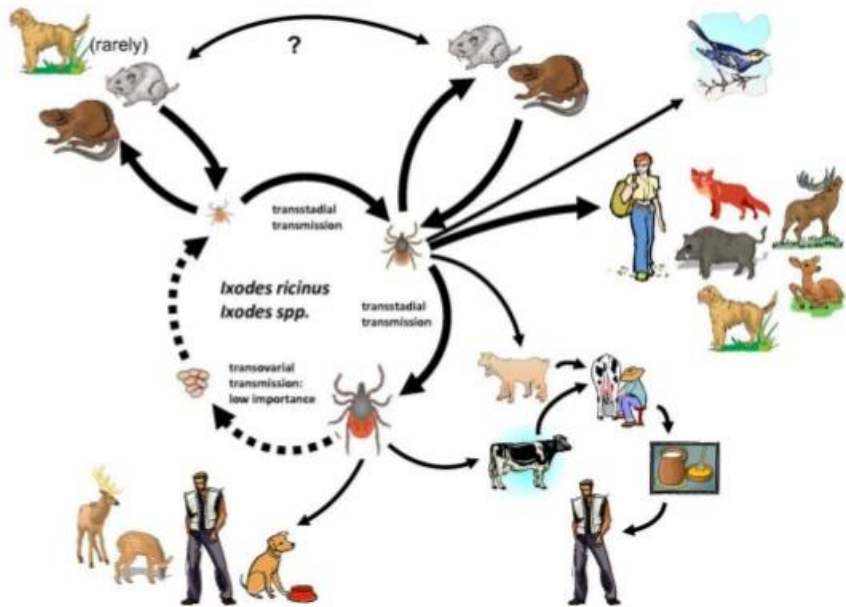 (rarely)
?
transstadial
transmission
Ixodes ricinus
Ixodes spp.
transstadial
transmission
transovarial
transmission:
low importance